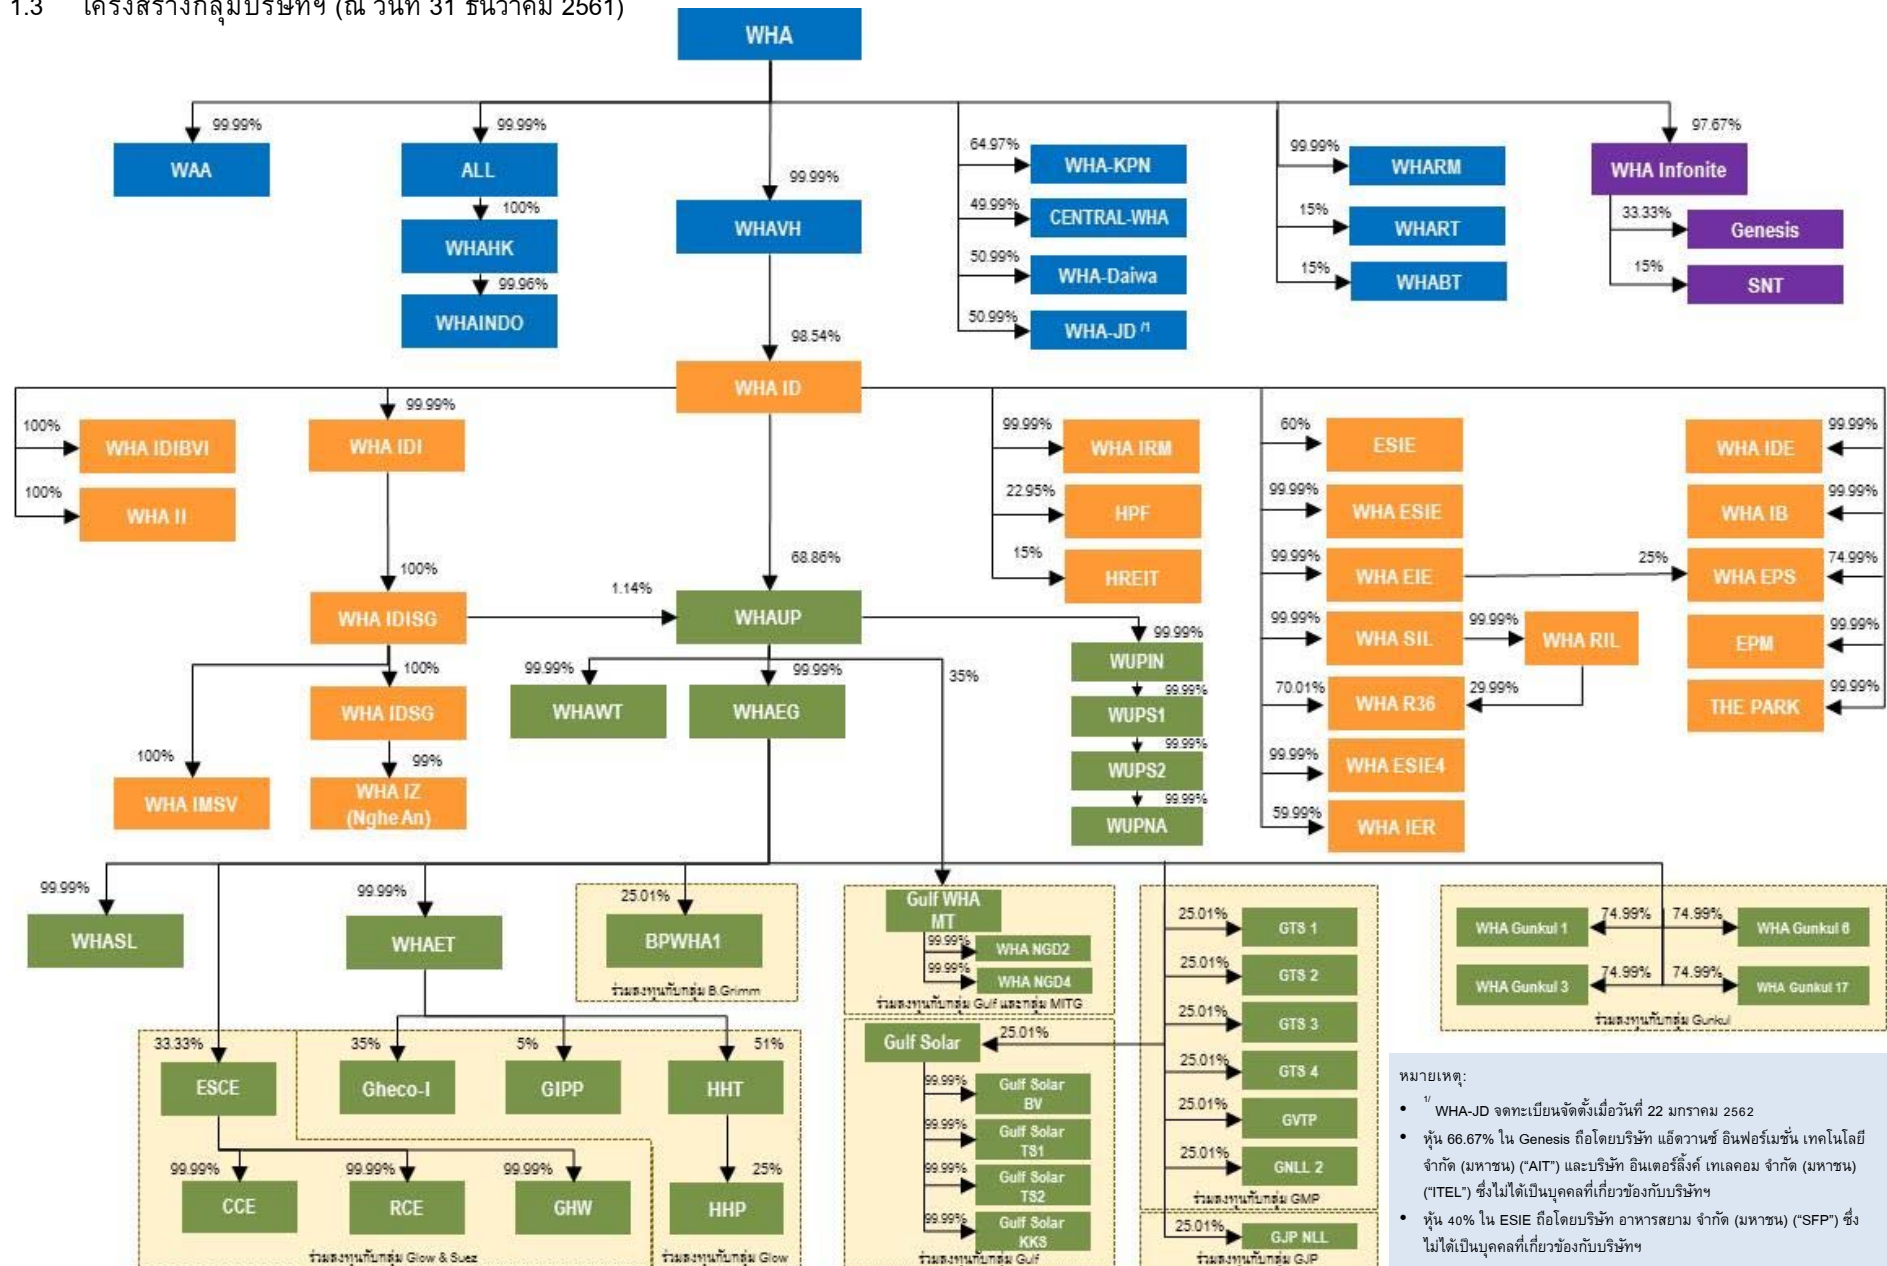 1.3 โครงสร้างกลุ่มบริษัทฯ (ณ วันที่ 31 ธันวาคม 2561)
WHA
99.99%
99.99%
99.99%
64.97%
99.99%
97.67%
WAA
ALL
WHAVH
WHA-KPN
WHARM
WHA Infonite
100%
49.99%
15%
33.33%
WHAHK
CENTRAL-WHA
WHART
Genesis
99.96%
50.99%
15%
15%
WHAINDO
WHA-Daiwa
WHABT
SNT
50.99%
WHA-JD /1
98.54%
WHA ID
100%
WHA IDIBVI
100%
WHA II
99.99%
WHA IDI
100%
WHA IDISG
1.14%
68.86%
WHAUP
99.99%
WHA IRM
22.95%
HPF
15%
HREIT
60%
ESIE
99.99%
WHA ESIE
99.99%
WHA EIE
25%
99.99%
WHA SIL
99.99%
WHA RIL
70.01%
WHA R36
29.99%
99.99%
WHA ESIE4
59.99%
WHA IER
99.99%
WHA IDE
99.99%
WHA IB
74.99%
WHA EPS
99.99%
EPM
99.99%
THE PARK
100%
WHA IDSG
100%
WHA IMSV
99%
WHA IZ
(Nghe An)
99.99%
WHAWT
99.99%
WHAEG
35%
99.99%
WUPIN
99.99%
WUPS1
99.99%
WUPS2
99.99%
WUPNA
99.99%
WHASL
99.99%
WHAET
25.01%
BPWHA1
ร่วมลงทุนกับกลุ่ม B.Grimm
Gulf WHA
MT
99.99%
WHA NGD2
99.99%
WHA NGD4
ร่วมลงทุนกับกลุ่ม Gulf และกลุ่ม MITG
Gulf Solar
25.01%
99.99%
Gulf Solar
BV
99.99%
Gulf Solar
TS1
99.99%
Gulf Solar
TS2
99.99%
Gulf Solar
KKS
ร่วมลงทุนกับกลุ่ม Gulf
25.01%
GTS 1
25.01%
GTS 2
25.01%
GTS 3
25.01%
GTS 4
25.01%
GVTP
25.01%
GNLL 2
ร่วมลงทุนกับกลุ่ม GMP
25.01%
GJP NLL
ร่วมลงทุนกับกลุ่ม GJP
WHA Gunkul 1
74.99%
74.99%
WHA Gunkul 6
WHA Gunkul 3
74.99%
74.99%
WHA Gunkul 17
ร่วมลงทุนกับกลุ่ม Gunkul
33.33%
ESCE
35%
Gheco-I
5%
GIPP
51%
HHT
99.99%
CCE
99.99%
RCE
99.99%
GHW
25%
HHP
ร่วมลงทุนกับกลุ่ม Glow & Suez
ร่วมลงทุนกับกลุ่ม Glow
หมายเหตุ:
• 1/ WHA-JD จดทะเบียนจัดตั้งเมื่อวันที่ 22 มกราคม 2562
• หุ้น 66.67% ใน Genesis ถือโดยบริษัท แอ็ดวานซ์ อินฟอร์เมชั่น เทคโนโลยี
จำกัด (มหาชน) (“AIT”) และบริษัท อินเตอร์ลิ้งค์ เทเลคอม จำกัด (มหาชน)
(“ITEL”) ซึ่งไม่ได้เป็นบุคคลที่เกี่ยวข้องกับบริษัทฯ
• หุ้น 40% ใน ESIE ถือโดยบริษัท อาหารสยาม จำกัด (มหาชน) (“SFP”) ซึ่ง
ไม่ได้เป็นบุคคลที่เกี่ยวข้องกับบริษัทฯ